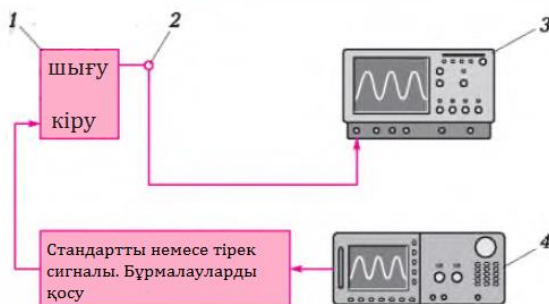 1
2
3
шығу
кіру
4
Стандартты немесе тірек
сигналы. Бұрмалауларды
қосу